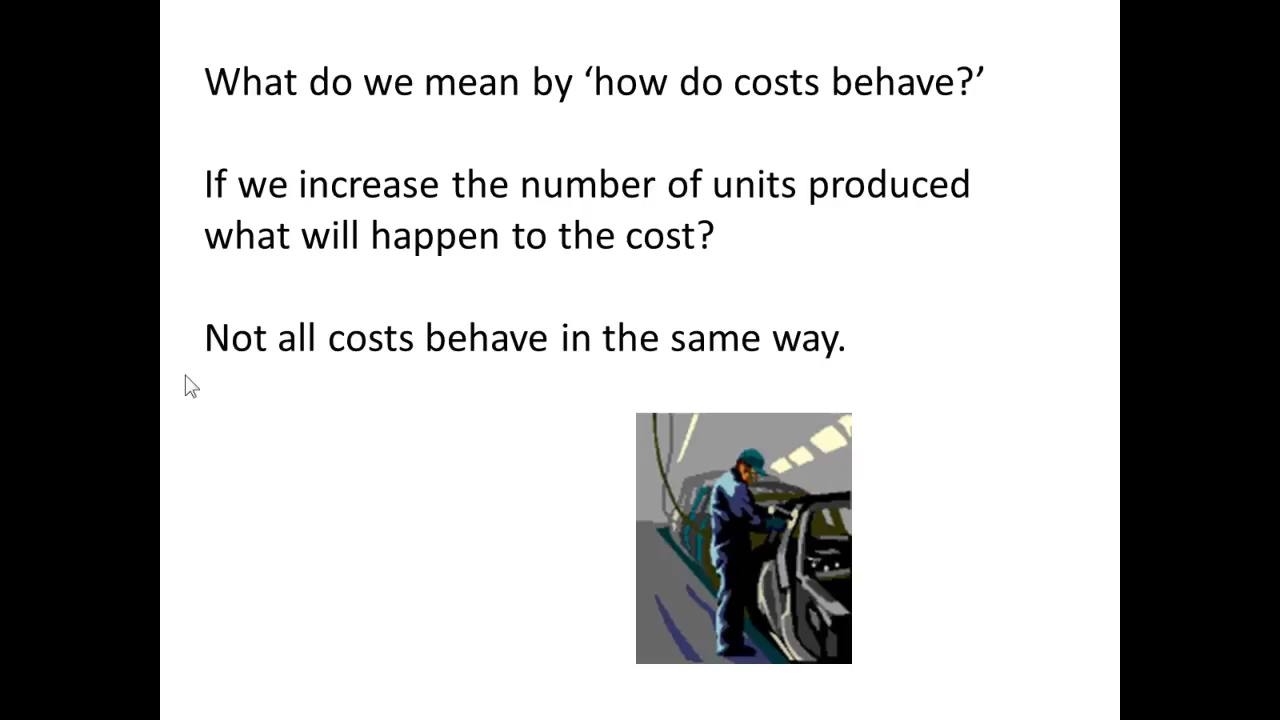 What do we mean by ‘how do costs behave?’
If we increase the number of units produced
what will happen to the cost?
Not all costs behave in the same way.